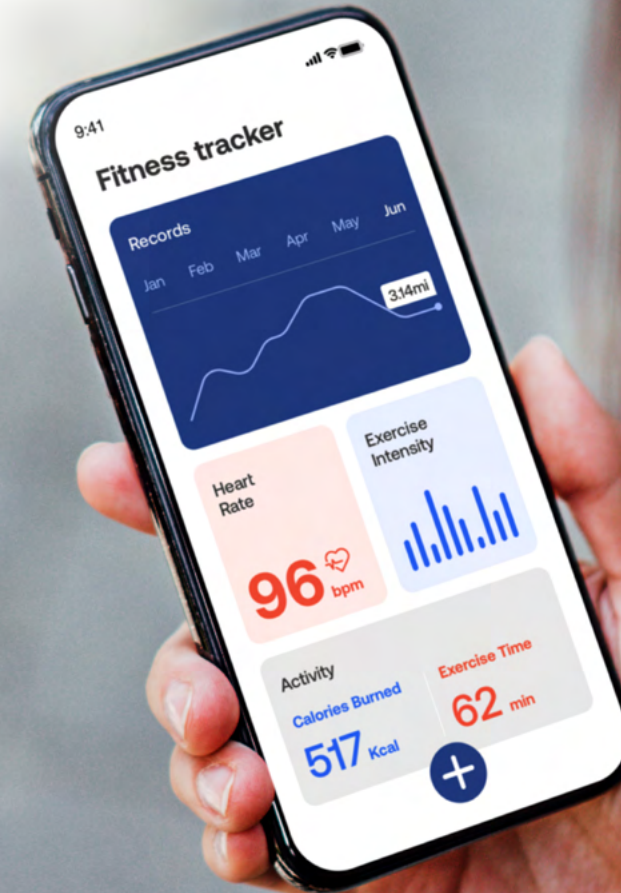 9:41
Fitness tracker
Records
Jan Feb Mar Apr May Jun
3.14mi
Heart
Rate
96 bpm
Exercise
Intensity
Activity
Calories Burned
517 Kcal
Exercise Time
62 min